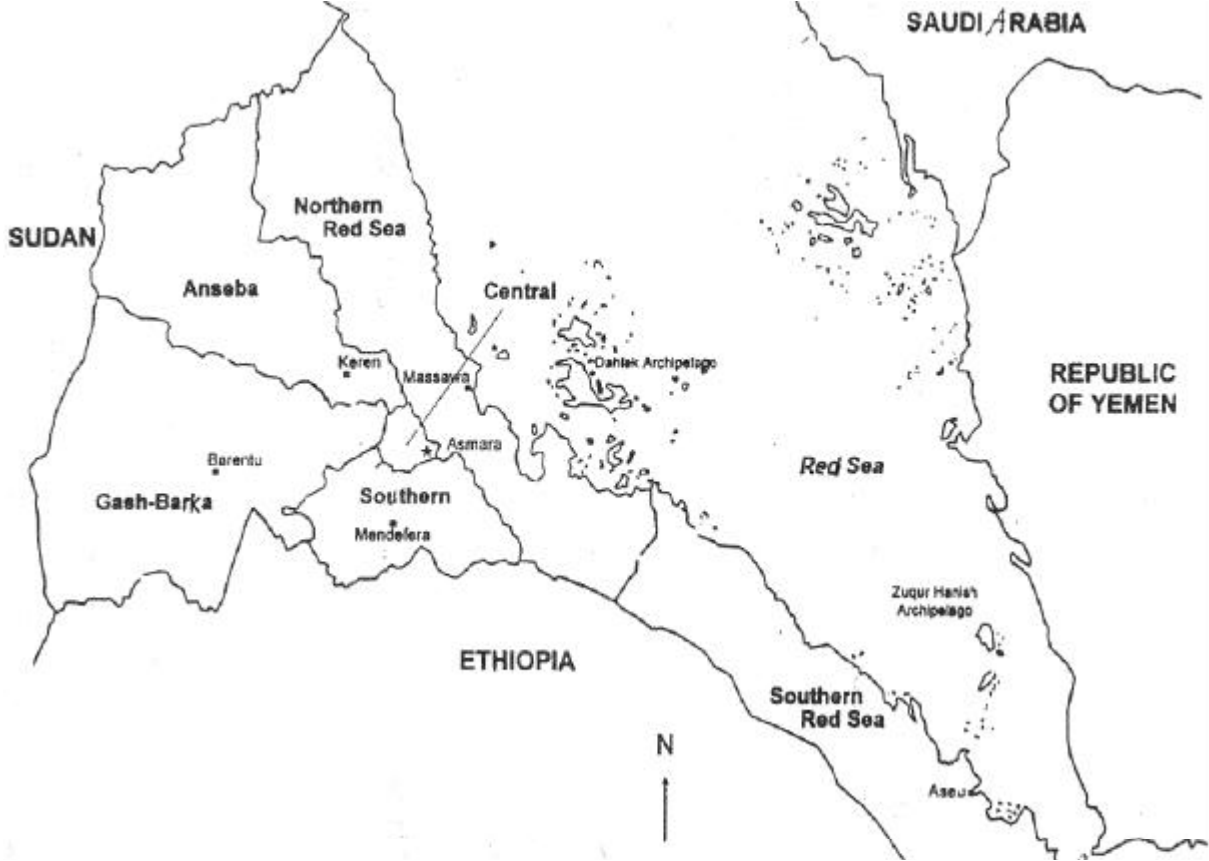 SAUDI ARABIA
Northern
Red Sea
SUDAN
Anseba
Central
Keren
Massawa
Dahlak Archipelago
REPUBLIC
OF YEMEN
Asmara
Barentu
Red Sea
Gash-Barka
Southern
Mendefera
Zuqur Hanish
Archipelago
ETHIOPIA
Southern
Red Sea
N